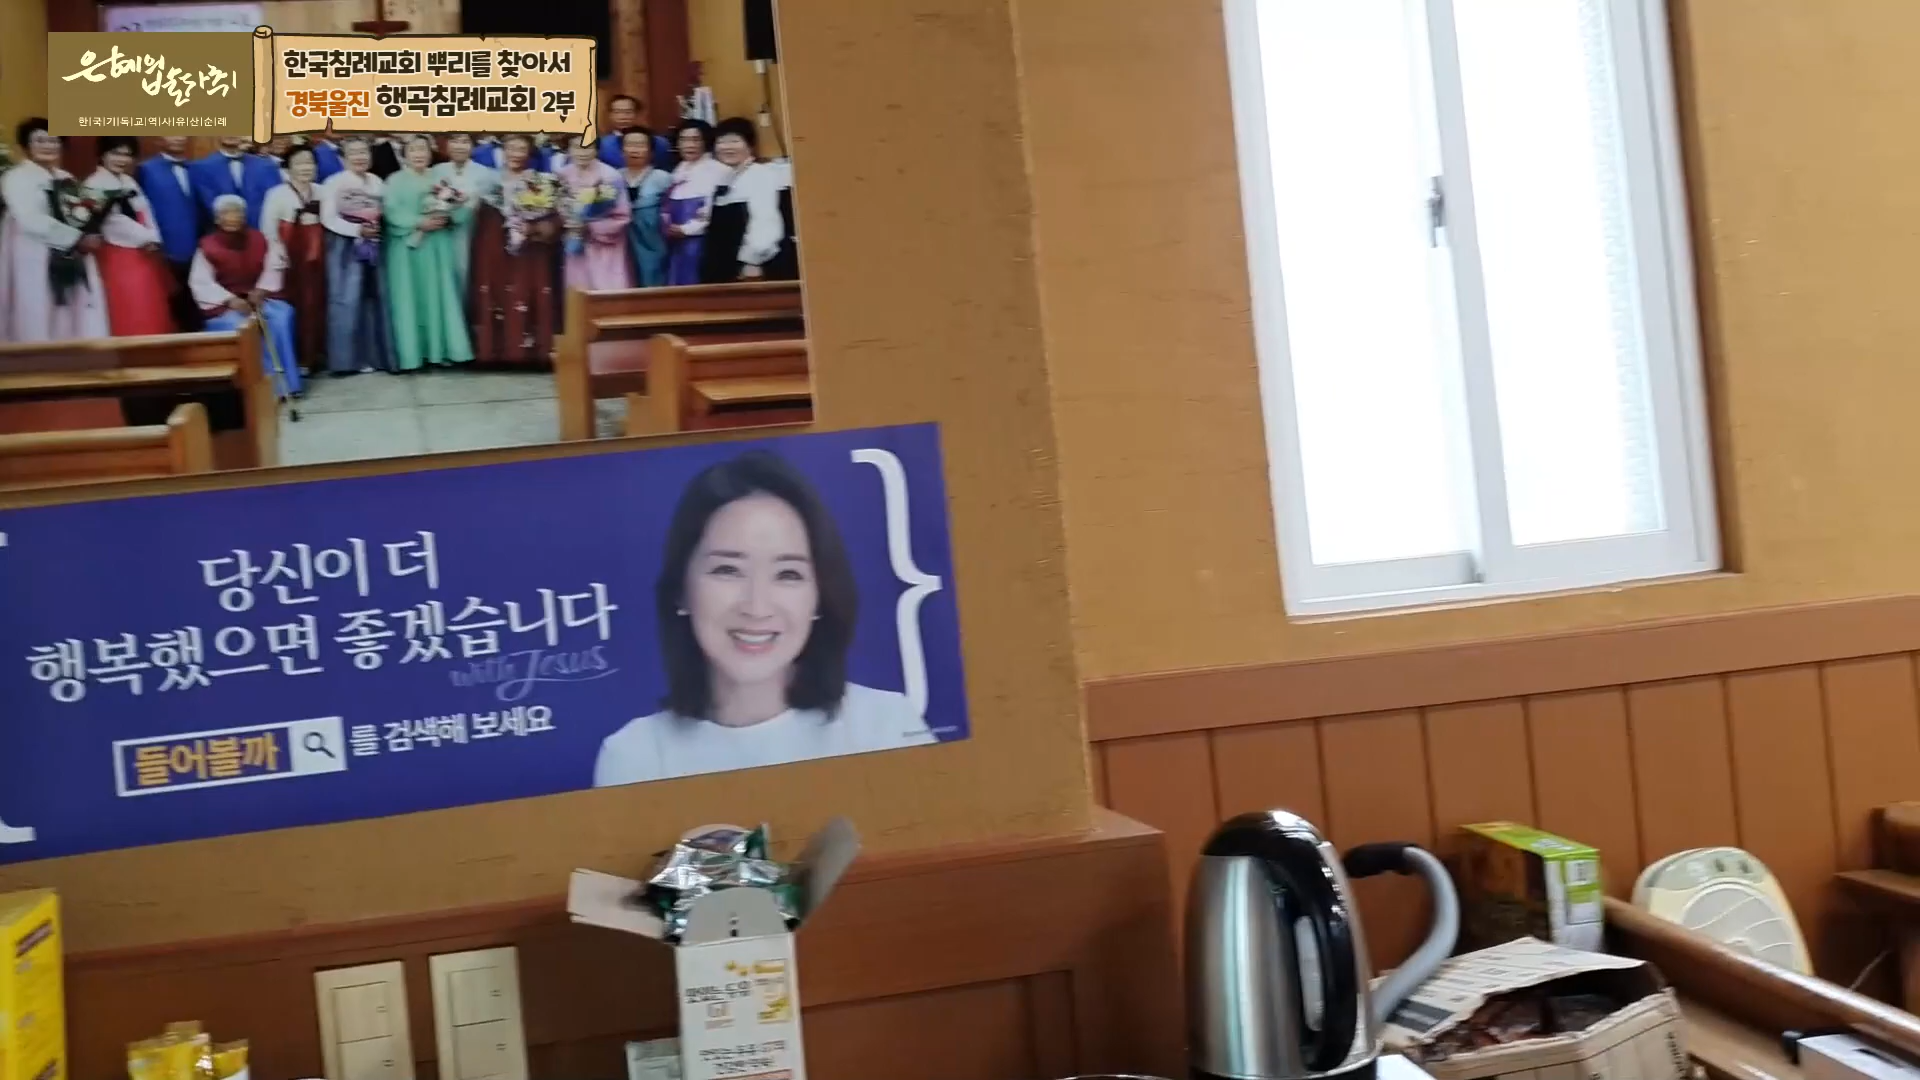 은혜의 발자취
한|국|기|독|교|역|사|유|산|순|례
한국침례교회 뿌리를 찾아서
경북울진 행곡침례교회 2부
당신이 더
행복했으면 좋겠습니다
with Jesus
들어볼까 를 검색해 보세요